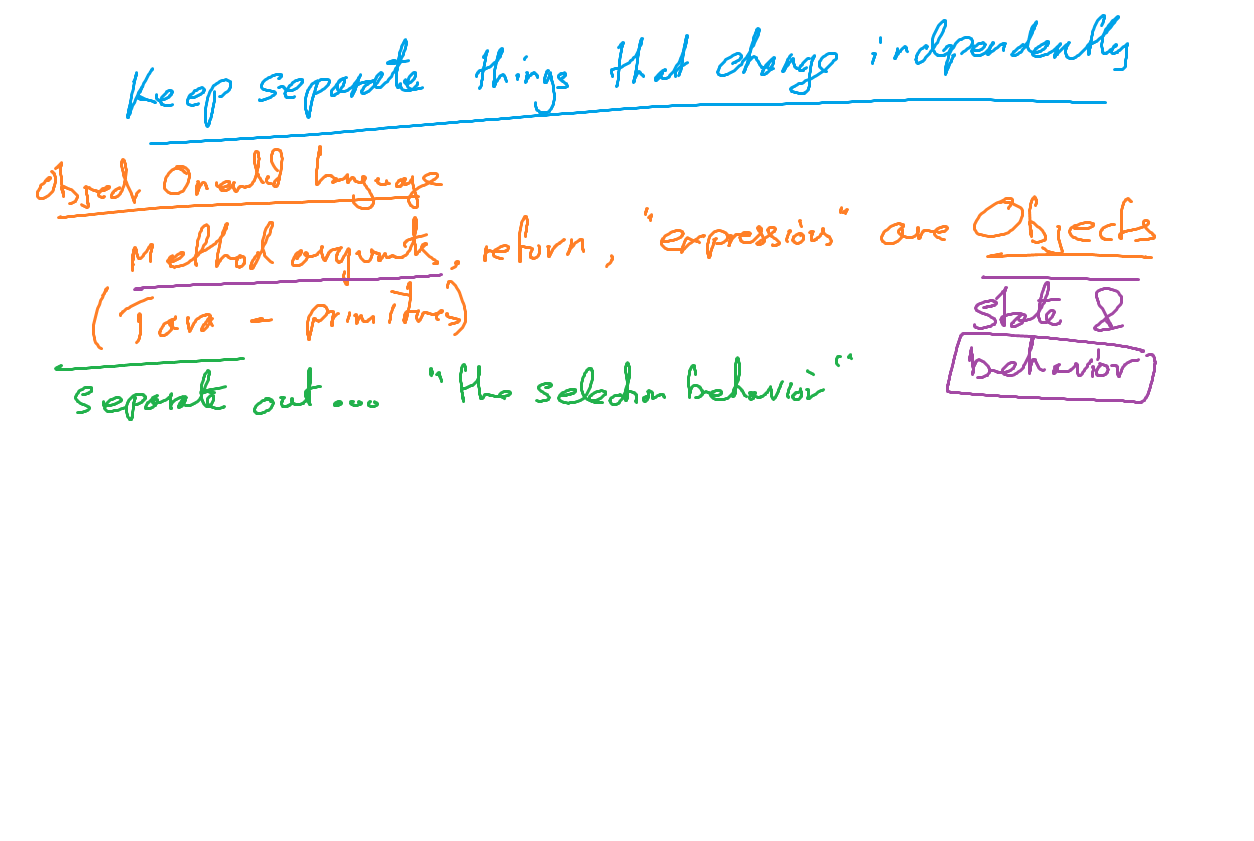 Keep separate things that change independently
Object Oriented Language
Method arguments, return, "expressions" are Objects
(Java - primitives)
State &
behavior
Separate out... "the selection behavior"